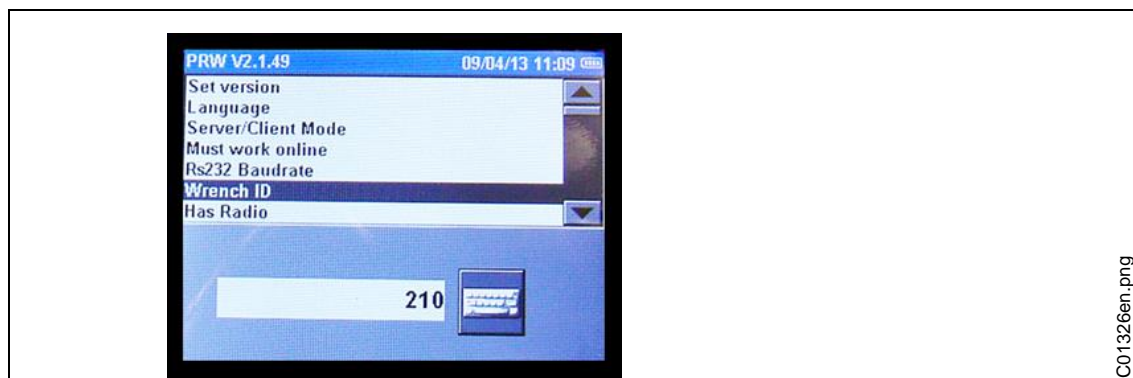 PRW V2.1.49 09/04/13 11:09
Set version
Language
Server/Client Mode
Must work online
Rs232 Baudrate
Wrench ID
Has Radio
210
C01326en.png